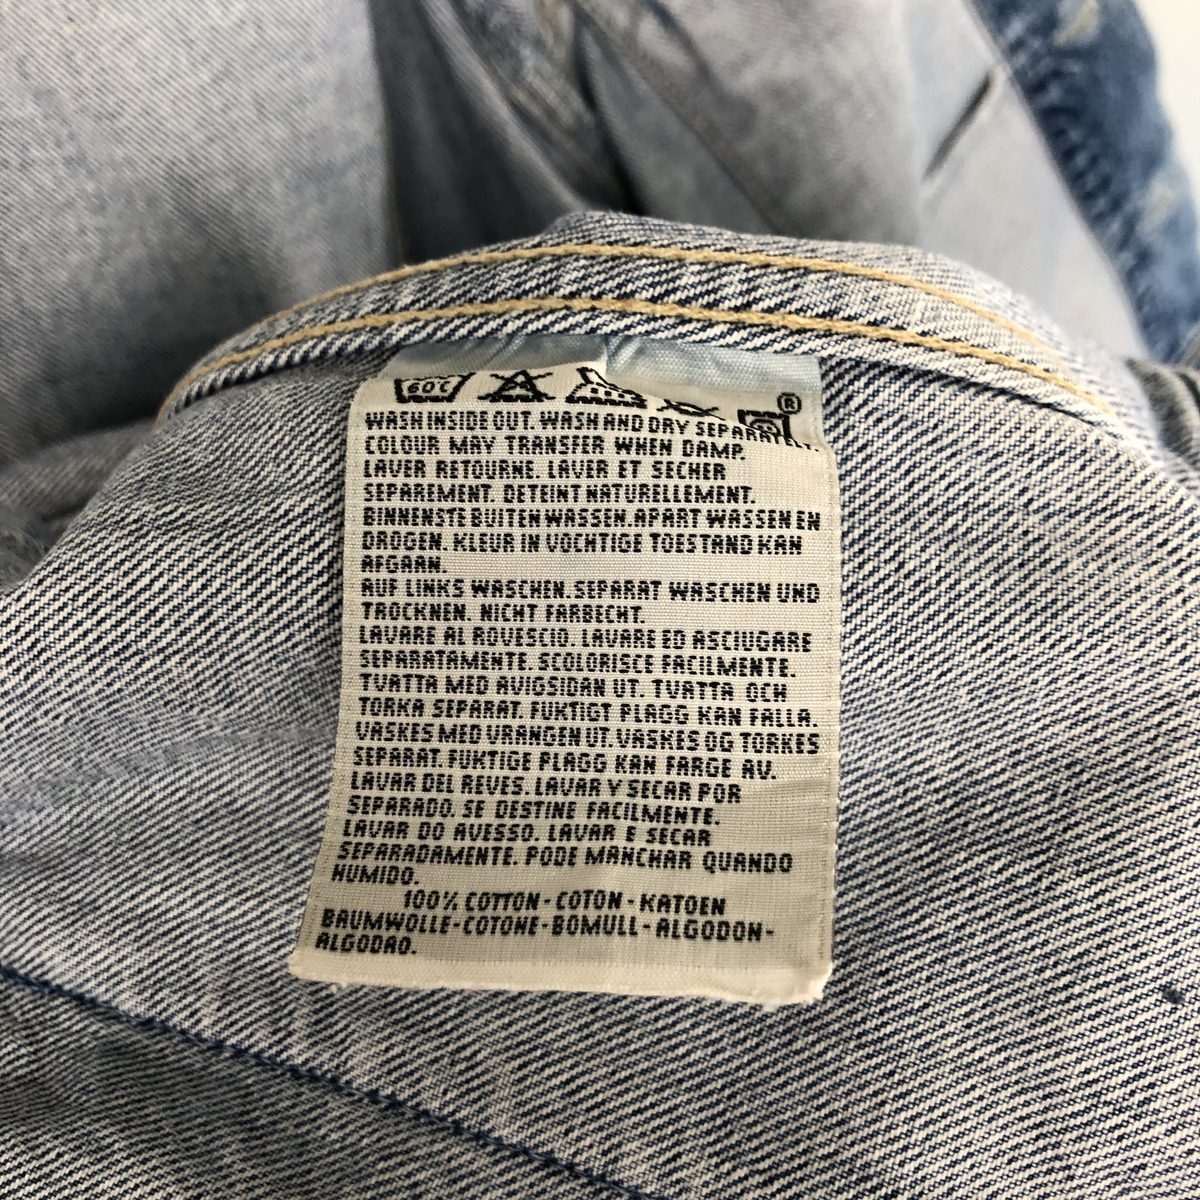 60C
®
WASH INSIDE OUT. WASH AND DRY SEPARATELY.
COLOUR MAY TRANSFER WHEN DAMP.
LAVER RETOURNE. LAVER ET SECHER
SEPAREMENT. DETEINT NATURELLEMENT.
BINNENSTE BUITEN WASSEN. APART WASSEN EN
DROGEN. KLEUR IN VOCHTIGE TOESTAND KAN
AFGAAN.
AUF LINKS WASCHEN. SEPARAT WASCHEN UND
TROCKNEN. NICHT FARBECHT.
LAVARE AL ROVESCIO. LAVARE ED ASCIUGARE
SEPARATAMENTE. SCOLORISCE FACILMENTE.
TVATTA MED AVIGSIDAN UT. TVATTA OCH
TORKA SEPARAT. FUKTIGT PLAGG KAN FALLA.
VASKES MED VRANGEN UT. VASKES OG TORKES
SEPARAT. FUKTIGE PLAGG KAN FARGE AV.
LAVAR DEL REVES. LAVAR Y SECAR POR
SEPARADO. SE DESTINE FACILMENTE.
LAVAR DO AVESSO. LAVAR E SECAR
SEPARADAMENTE. PODE MANCHAR QUANDO
HUMIDO.
100% COTTON - COTON - KATOEN
BAUMWOLLE - COTONE - BOMULL - ALGODON -
ALGODAO.